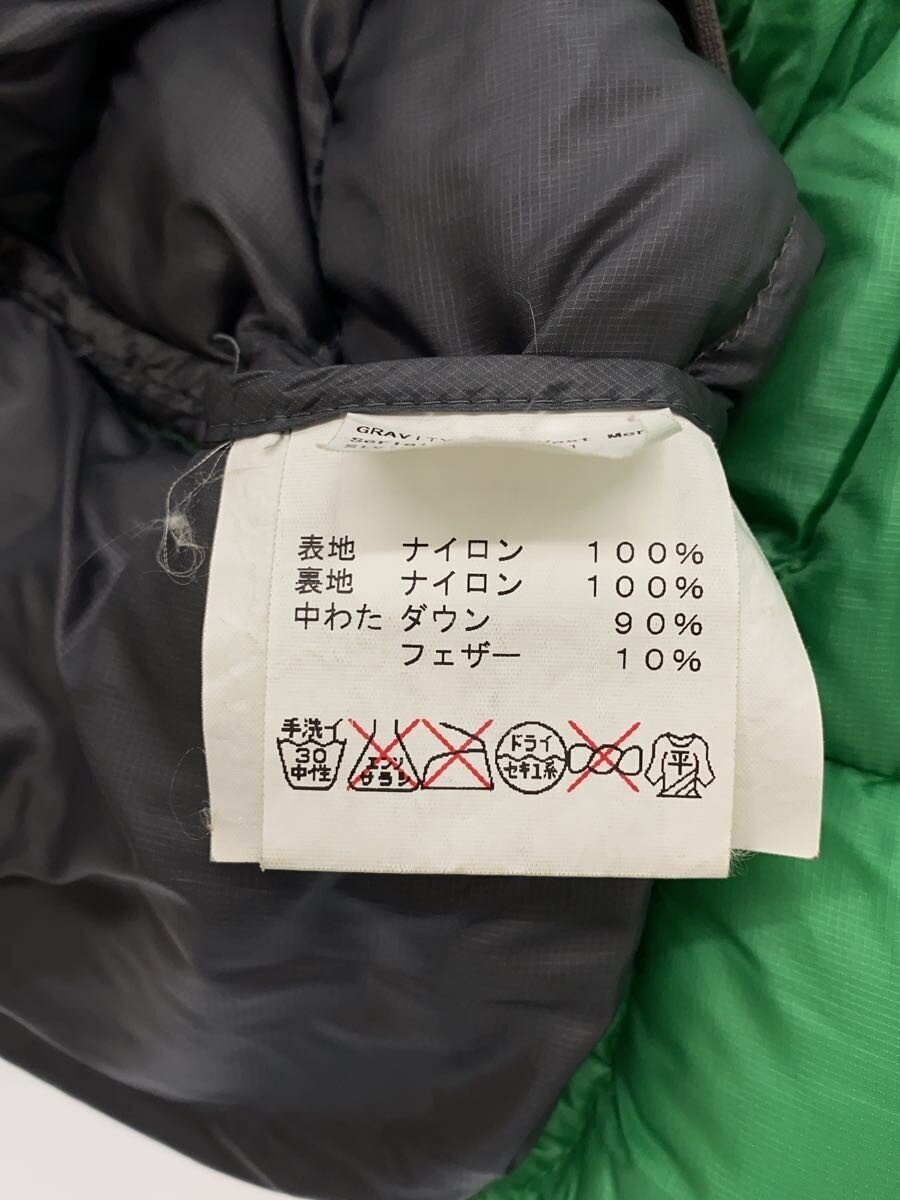 GRAVITY
表地 ナイロン 100%
裏地 ナイロン 100%
中わた ダウン 90%
フェザー 10%
手洗イ
30
中性
エンソ
サラシ
ドライ
セキユ系
平